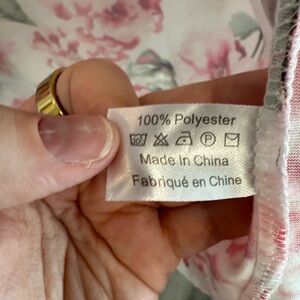 100% Polyester
Made in China
Fabriqué en Chine